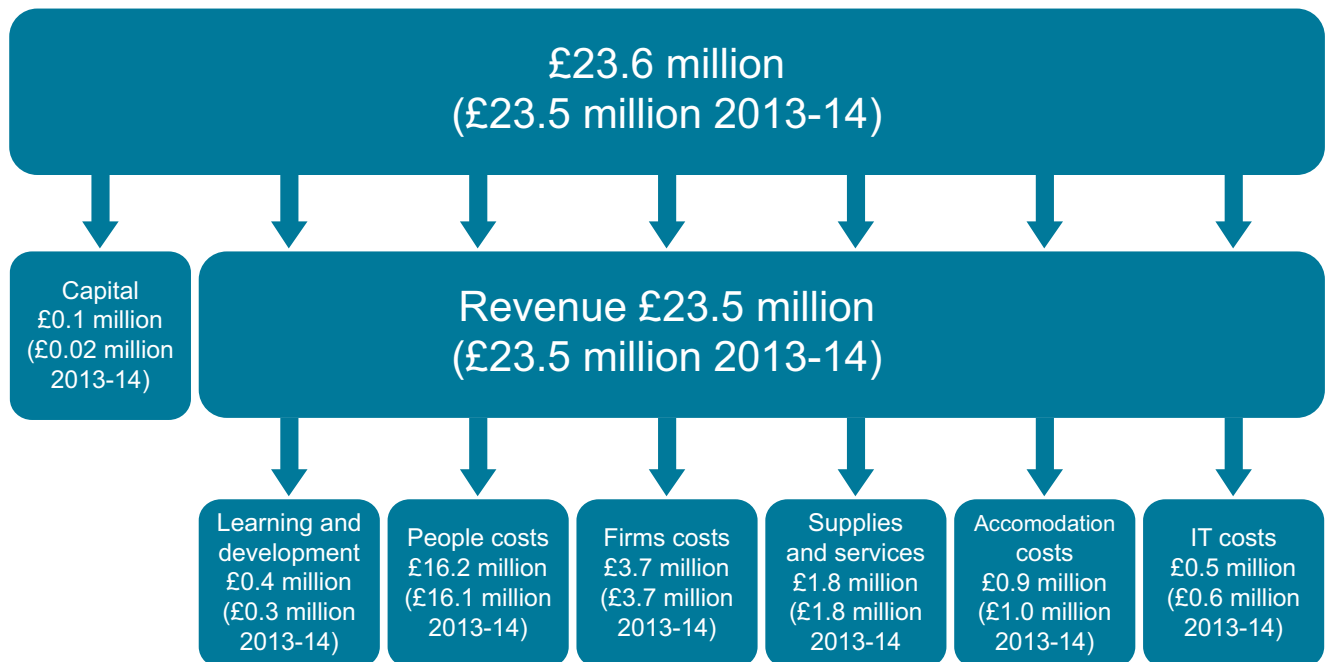 £23.6 million
(£23.5 million 2013-14)
Capital
£0.1 million
(£0.02 million
2013-14)
Revenue £23.5 million
(£23.5 million 2013-14)
Learning and
development
£0.4 million
(£0.3 million
2013-14)
People costs
£16.2 million
(£16.1 million
2013-14)
Firms costs
£3.7 million
(£3.7 million
2013-14)
Supplies
and services
£1.8 million
(£1.8 million
2013-14
Accomodation
costs
£0.9 million
(£1.0 million
2013-14)
IT costs
£0.5 million
(£0.6 million
2013-14)